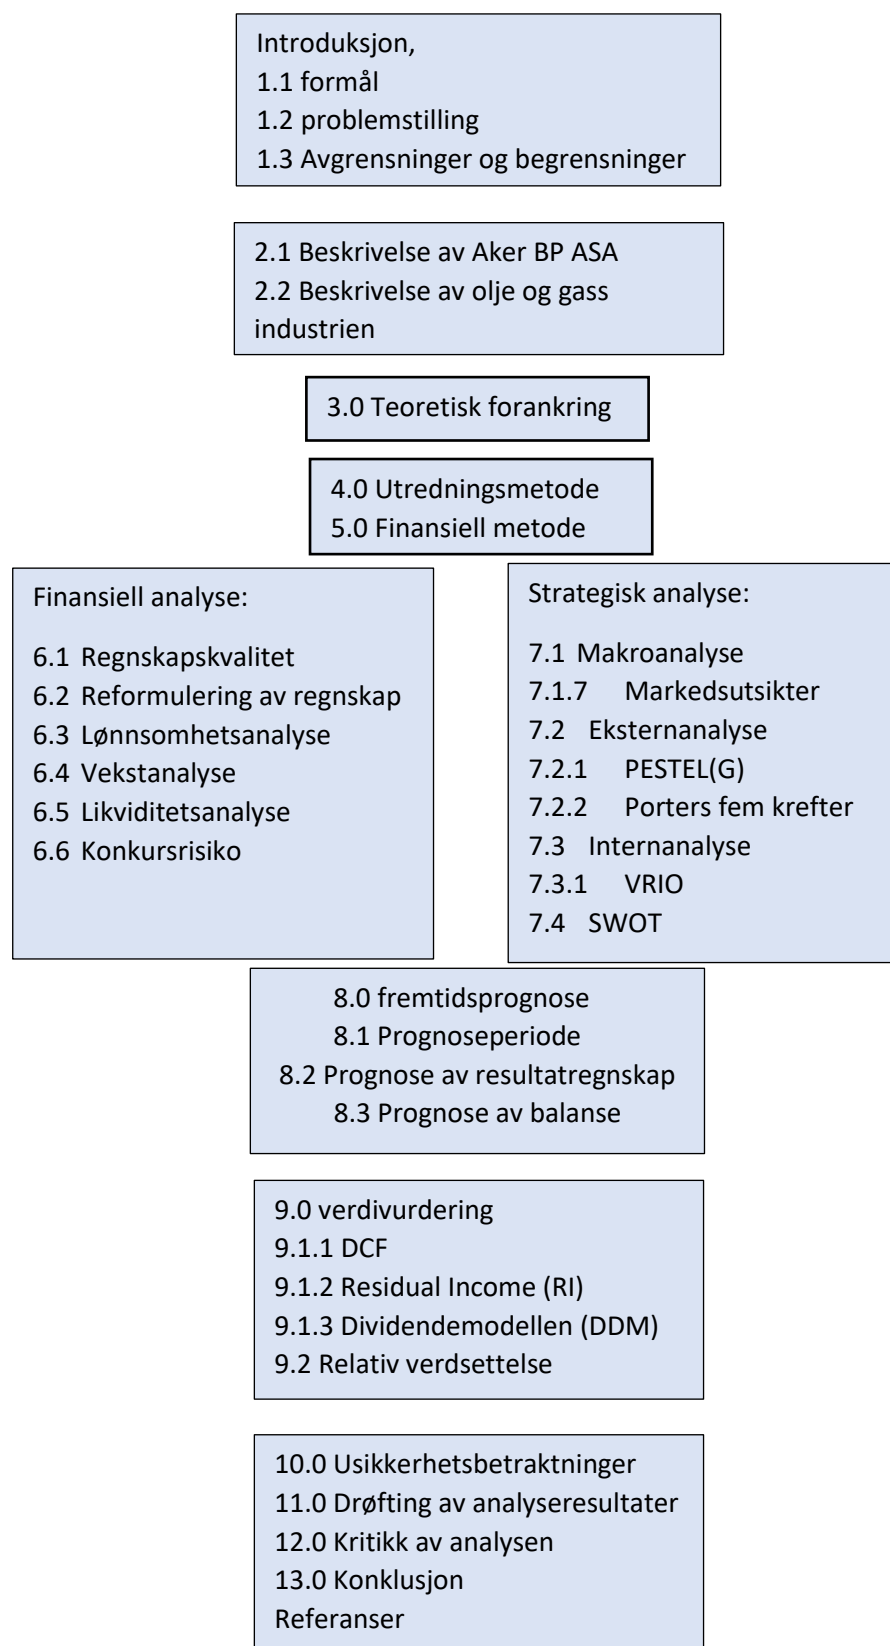 Introduksjon,
1.1 formål
1.2 problemstilling
1.3 Avgrensninger og begrensninger
2.1 Beskrivelse av Aker BP ASA
2.2 Beskrivelse av olje og gass
industrien
3.0 Teoretisk forankring
4.0 Utredningsmetode
5.0 Finansiell metode
Finansiell analyse:
6.1 Regnskapskvalitet
6.2 Reformulering av regnskap
6.3 Lønnsomhetsanalyse
6.4 Vekstanalyse
6.5 Likviditetsanalyse
6.6 Konkursrisiko
Strategisk analyse:
7.1 Makroanalyse
7.1.7 Markedsutsikter
7.2 Eksternanalyse
7.2.1 PESTEL(G)
7.2.2 Porters fem krefter
7.3 Internanalyse
7.3.1 VRIO
7.4 SWOT
8.0 fremtidsprognose
8.1 Prognoseperiode
8.2 Prognose av resultatregnskap
8.3 Prognose av balanse
9.0 verdivurdering
9.1.1 DCF
9.1.2 Residual Income (RI)
9.1.3 Dividendemodellen (DDM)
9.2 Relativ verdsettelse
10.0 Usikkerhetsbetraktninger
11.0 Drøfting av analyseresultater
12.0 Kritikk av analysen
13.0 Konklusjon
Referanser